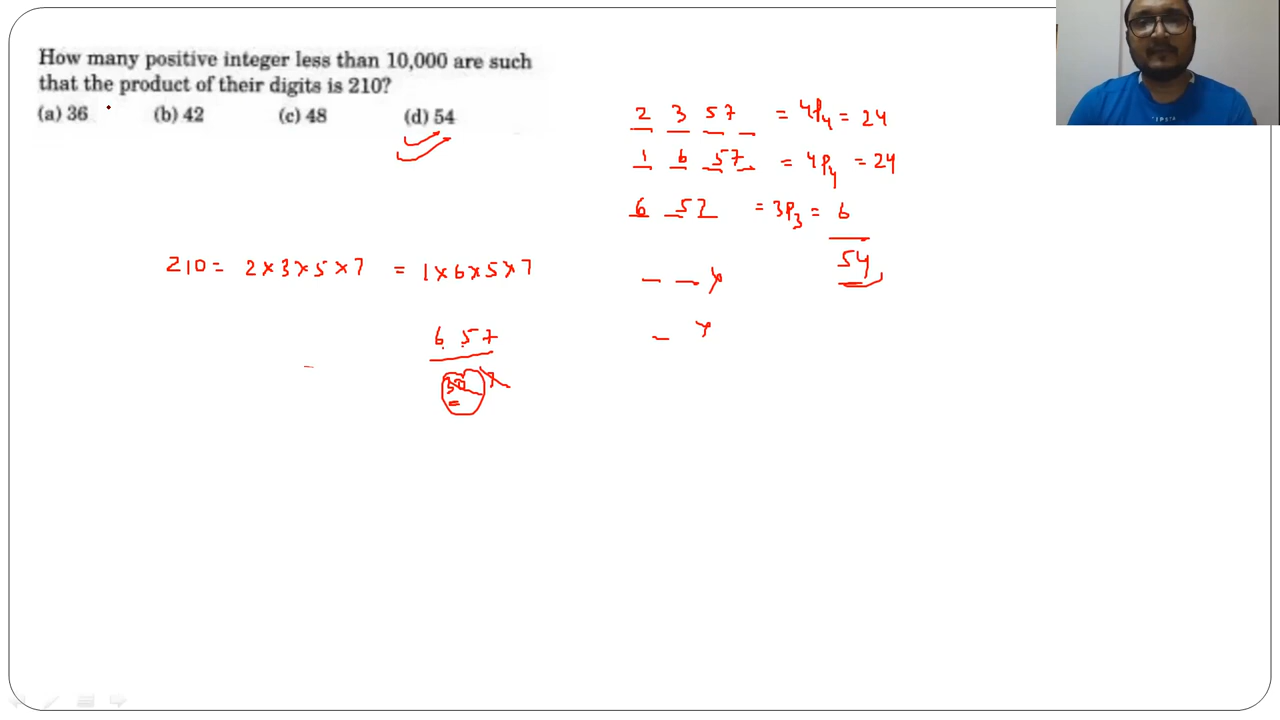 How many positive integer less than 10,000 are such
that the product of their digits is 210?
(a) 36 (b) 42 (c) 48 (d) 54
2 3 5 7 = 4P4 = 24
1 6 5 7 = 4P4 = 24
6 5 7 = 3P3 = 6
54
210 = 2 × 3 × 5 × 7 = 1 × 6 × 5 × 7
6 5 7
30